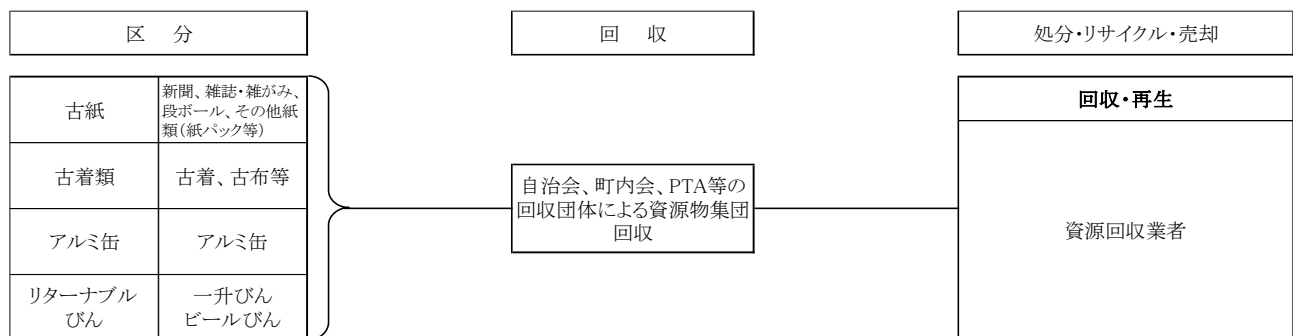 区　分
回　収
処分・リサイクル・売却
古紙
新聞、雑誌・雑がみ、
段ボール、その他紙
類(紙パック等)
古着類
古着、古布等
アルミ缶
アルミ缶
リターナブル
びん
一升びん
ビールびん
自治会、町内会、PTA等の
回収団体による資源物集団
回収
回収・再生
資源回収業者